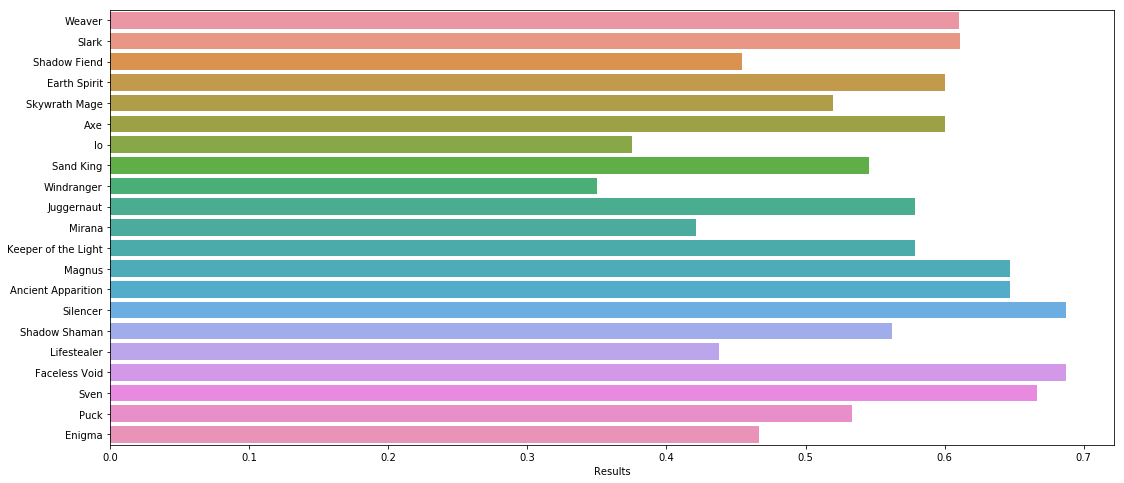 Weaver
Slark
Shadow Fiend
Earth Spirit
Skywrath Mage
Axe
Io
Sand King
Windranger
Juggernaut
Mirana
Keeper of the Light
Magnus
Ancient Apparition
Silencer
Shadow Shaman
Lifestealer
Faceless Void
Sven
Puck
Enigma
0.0 0.1 0.2 0.3 0.4 0.5 0.6 0.7
Results